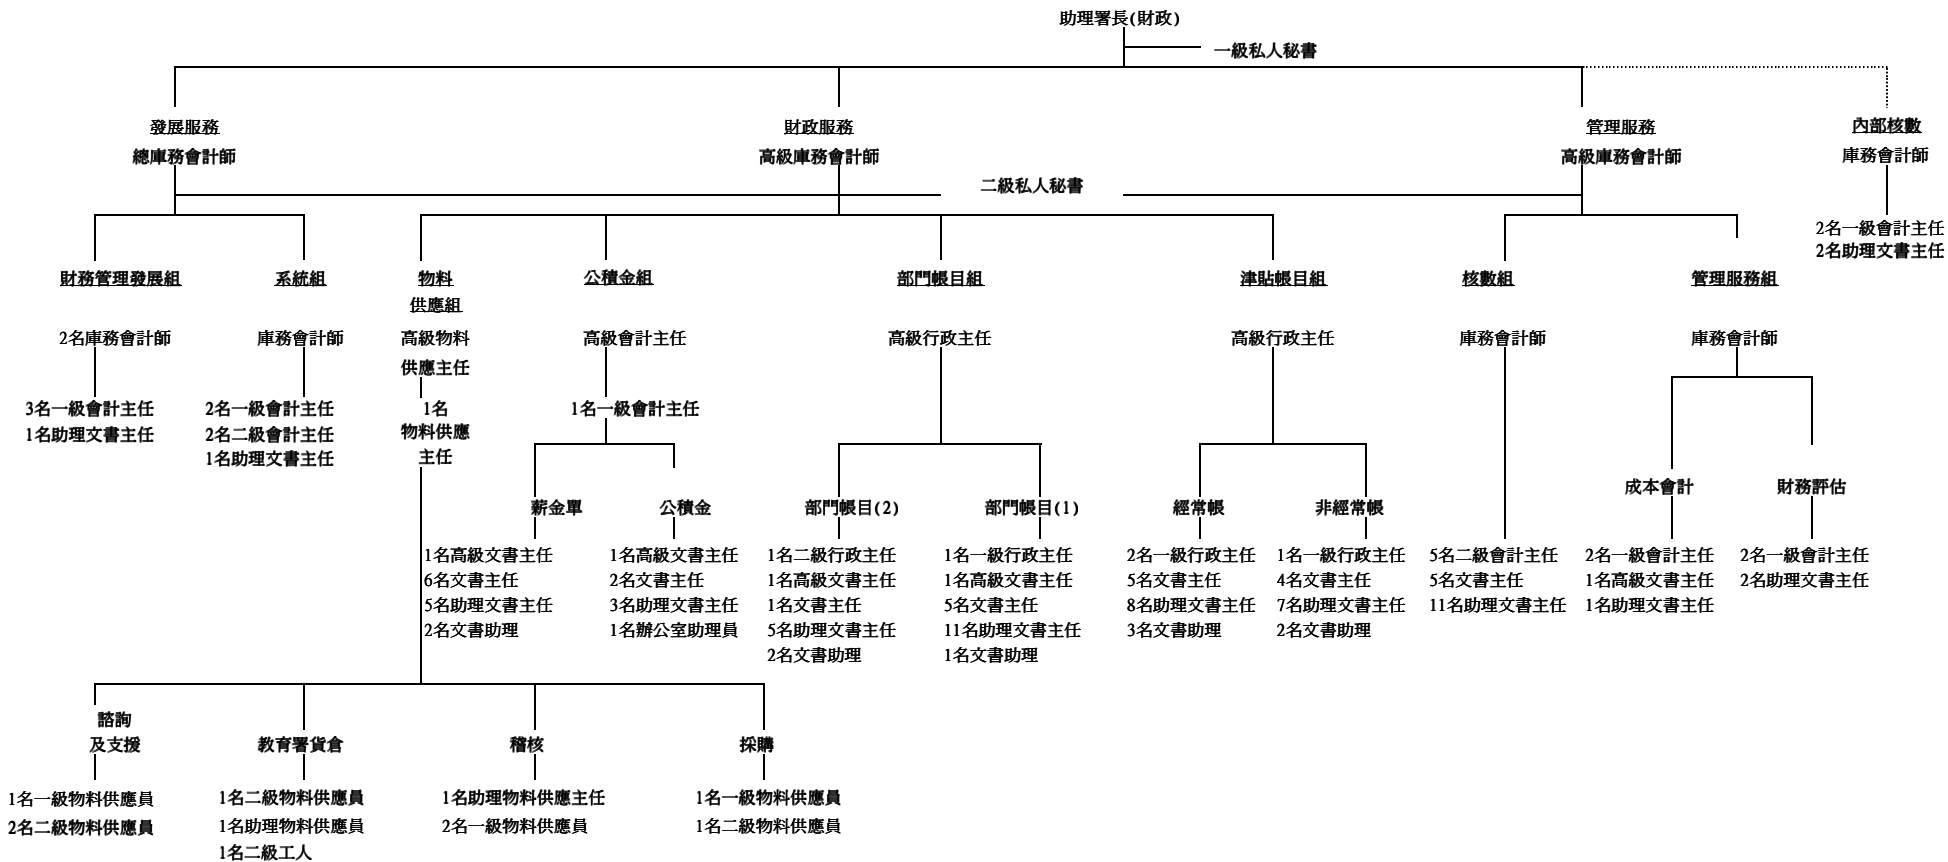 助理署長(財政)
一級私人秘書
發展服務
總庫務會計師
財政服務
高級庫務會計師
管理服務
高級庫務會計師
內部核數
庫務會計師
二級私人秘書
2名一級會計主任
2名助理文書主任
財務管理發展組
2名庫務會計師
3名一級會計主任
1名助理文書主任
系統組
庫務會計師
2名一級會計主任
2名二級會計主任
1名助理文書主任
物料
供應組
高級物料
供應主任
1名
物料供應
主任
公積金組
高級會計主任
1名一級會計主任
薪金單
1名高級文書主任
6名文書主任
5名助理文書主任
2名文書助理
公積金
1名高級文書主任
2名文書主任
3名助理文書主任
1名辦公室助理員
部門帳目組
高級行政主任
部門帳目(2)
1名二級行政主任
1名高級文書主任
1名文書主任
5名助理文書主任
2名文書助理
部門帳目(1)
1名一級行政主任
1名高級文書主任
5名文書主任
11名助理文書主任
1名文書助理
津貼帳目組
高級行政主任
經常帳
2名一級行政主任
5名文書主任
8名助理文書主任
3名文書助理
非經常帳
1名一級行政主任
4名文書主任
7名助理文書主任
2名文書助理
核數組
庫務會計師
5名二級會計主任
5名文書主任
11名助理文書主任
管理服務組
庫務會計師
成本會計
2名一級會計主任
1名高級文書主任
1名助理文書主任
財務評估
2名一級會計主任
2名助理文書主任
諮詢
及支援
1名一級物料供應員
2名二級物料供應員
教育署貨倉
1名二級物料供應員
1名助理物料供應員
1名二級工人
稽核
1名助理物料供應主任
2名一級物料供應員
採購
1名一級物料供應員
1名二級物料供應員